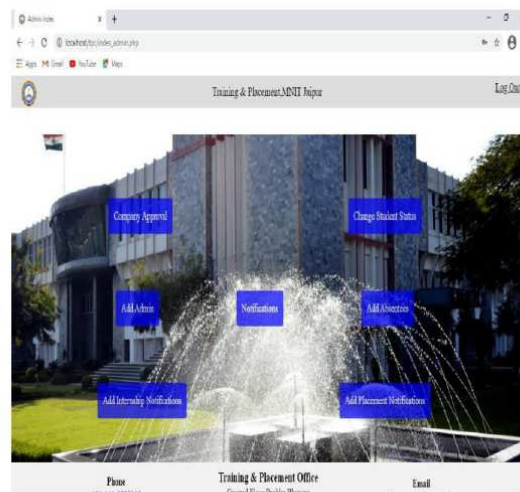 Admin Index
localhost/tpc/index_admin.php
Apps Gmail YouTube Maps
Training & Placement,MNIT Jaipur Log Out
Company Approval Change Student Status
Add Admin Notifications Add Absentees
Add Internship Notifications Add Placement Notifications
Phone Training & Placement Office Email